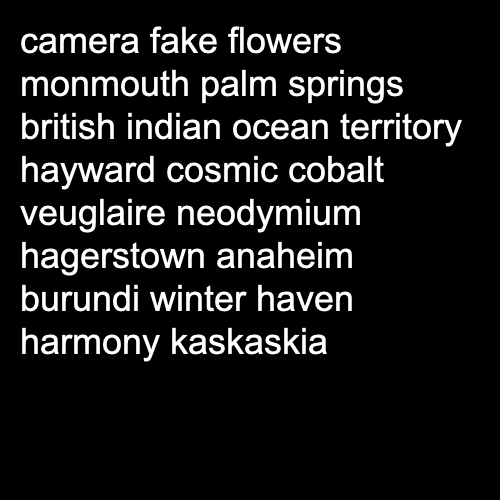 camera fake flowers
monmouth palm springs
british indian ocean territory
hayward cosmic cobalt
veuglaire neodymium
hagerstown anaheim
burundi winter haven
harmony kaskaskia